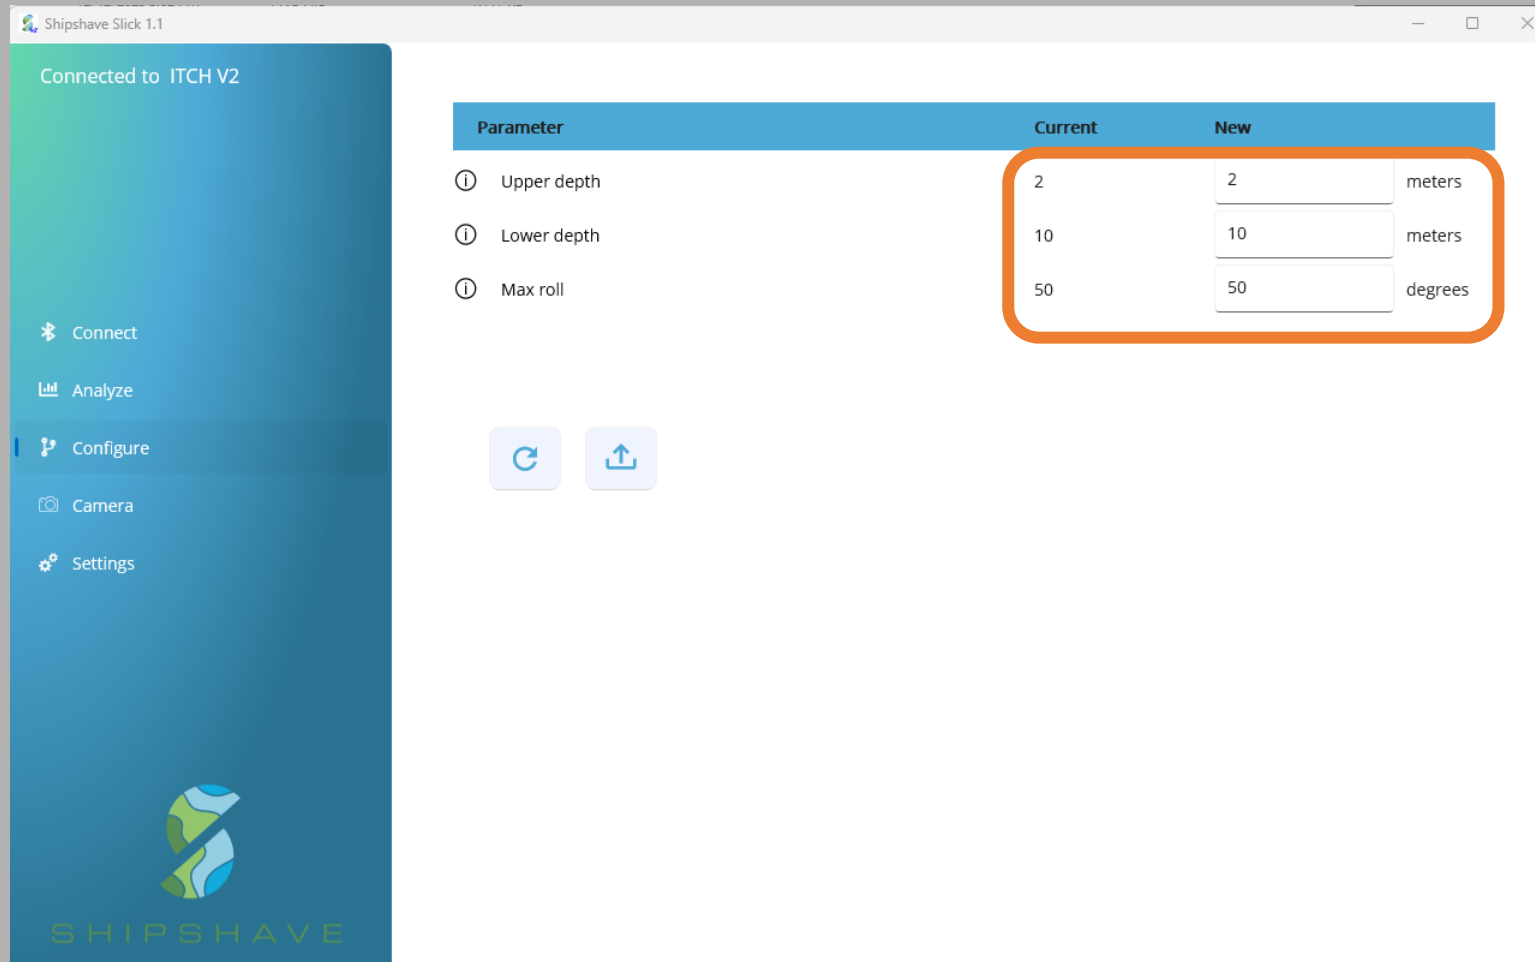 Shipshave Slick 1.1
Connected to ITCH V2
Connect
Analyze
Configure
Camera
Settings
SHIPSHAVE
Parameter Current New
Upper depth 2 2 meters
Lower depth 10 10 meters
Max roll 50 50 degrees